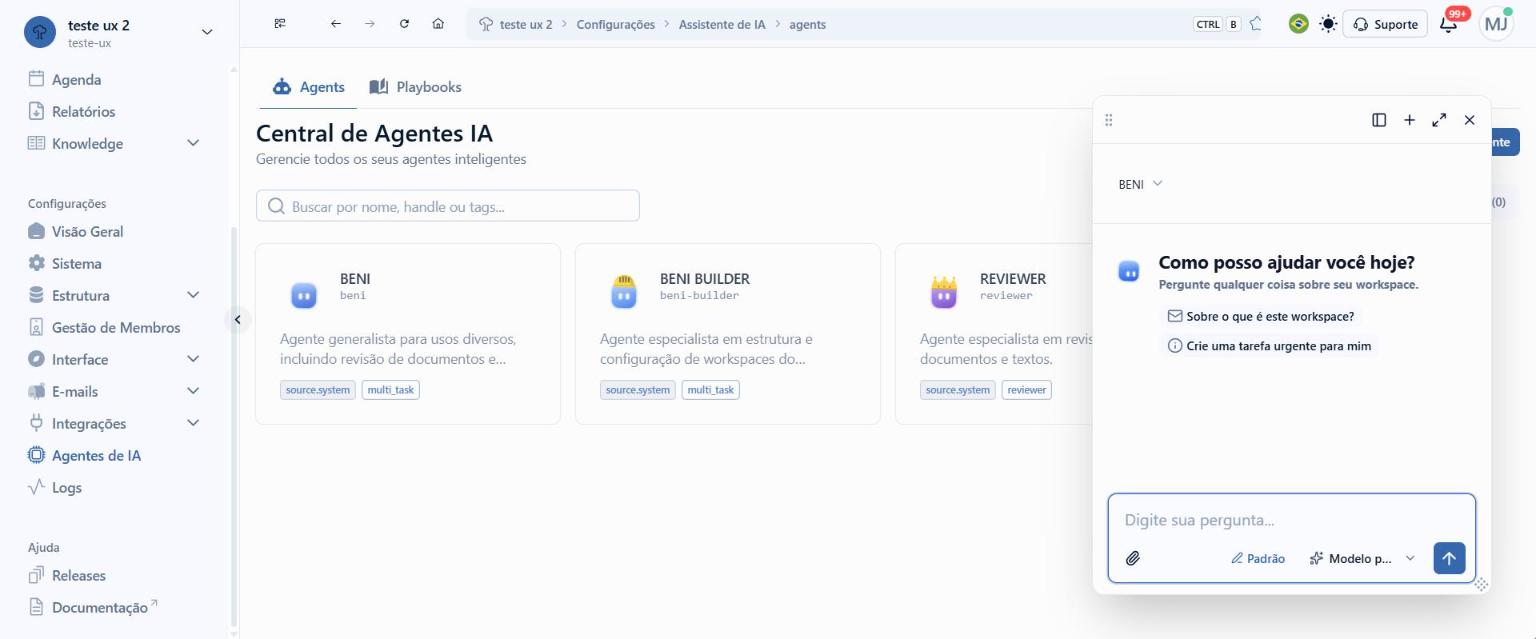 teste ux 2
teste-ux
Agenda
Relatórios
Knowledge
Configurações
Visão Geral
Sistema
Estrutura
Gestão de Membros
Interface
E-mails
Integrações
Agentes de IA
Logs
Ajuda
Releases
Documentação
teste ux 2 > Configurações > Assistente de IA > agents
CTRL B
Suporte
99+
MJ
Agents
Playbooks
Central de Agentes IA
Gerencie todos os seus agentes inteligentes
nte
Buscar por nome, handle ou tags...
(0)
BENI
beni
Agente generalista para usos diversos,
incluindo revisão de documentos e...
source.system multi_task
BENI BUILDER
beni-builder
Agente especialista em estrutura e
configuração de workspaces do...
source.system multi_task
REVIEWER
reviewer
Agente especialista em revis
documentos e textos.
source.system reviewer
BENI
Como posso ajudar você hoje?
Pergunte qualquer coisa sobre seu workspace.
Sobre o que é este workspace?
Crie uma tarefa urgente para mim
Digite sua pergunta...
Padrão
Modelo p...